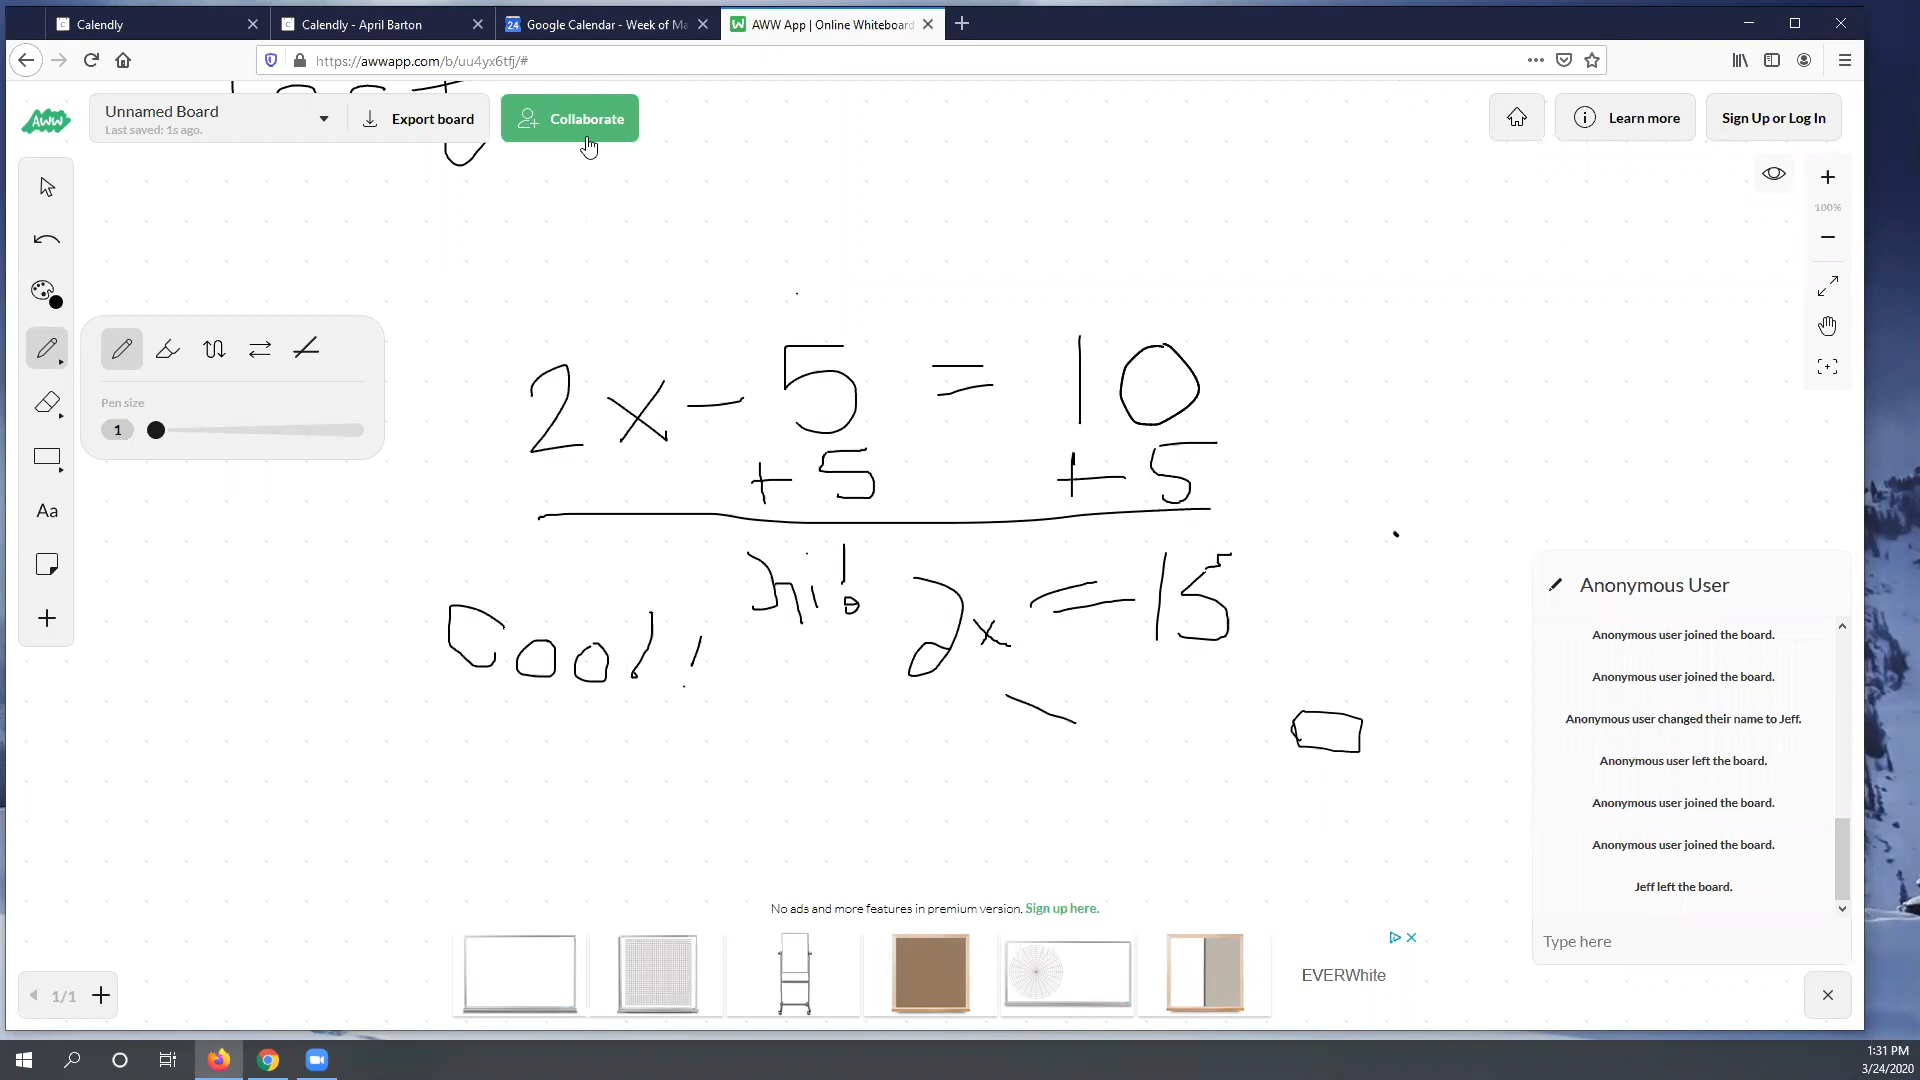 Calendly
Calendly - April Barton
Google Calendar - Week of Ma
AWW App | Online Whiteboard
https://awwapp.com/b/uu4yx6tfj/#
AWW
Unnamed Board
Last saved: 1s ago.
Export board
Collaborate
Learn more
Sign Up or Log In
100%
Pen size
1
Aa
2x - 5 = 10
+ 5 + 5
hi!
2x = 15
Cool!
Anonymous User
Anonymous user joined the board.
Anonymous user joined the board.
Anonymous user changed their name to Jeff.
Anonymous user left the board.
Anonymous user joined the board.
Anonymous user joined the board.
Jeff left the board.
Type here
No ads and more features in premium version. Sign up here.
EVERWhite
1/1
1:31 PM
3/24/2020